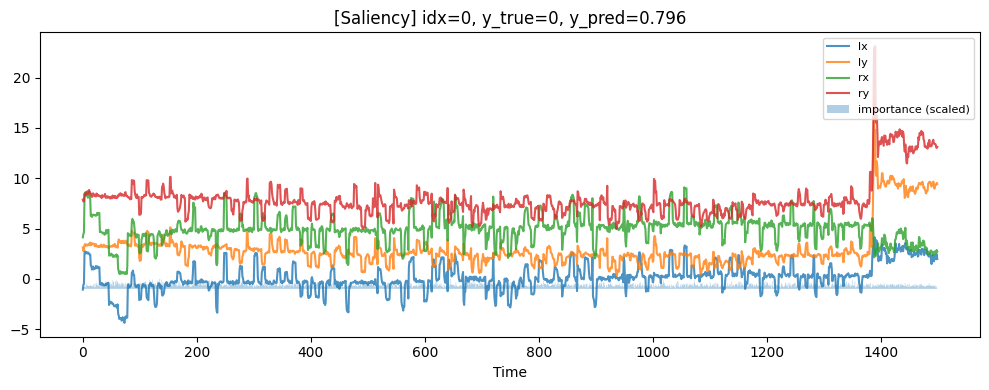 [Saliency] idx=0, y_true=0, y_pred=0.796
lx
ly
rx
ry
importance (scaled)
20
15
10
5
0
−5
0 200 400 600 800 1000 1200 1400
Time